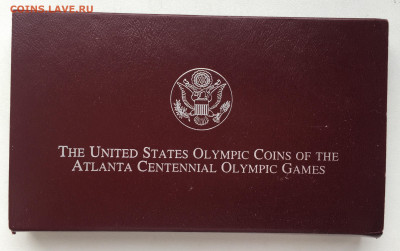 COINS.LAVE.RU
THE UNITED STATES OLYMPIC COINS OF THE
ATLANTA CENTENNIAL OLYMPIC GAMES